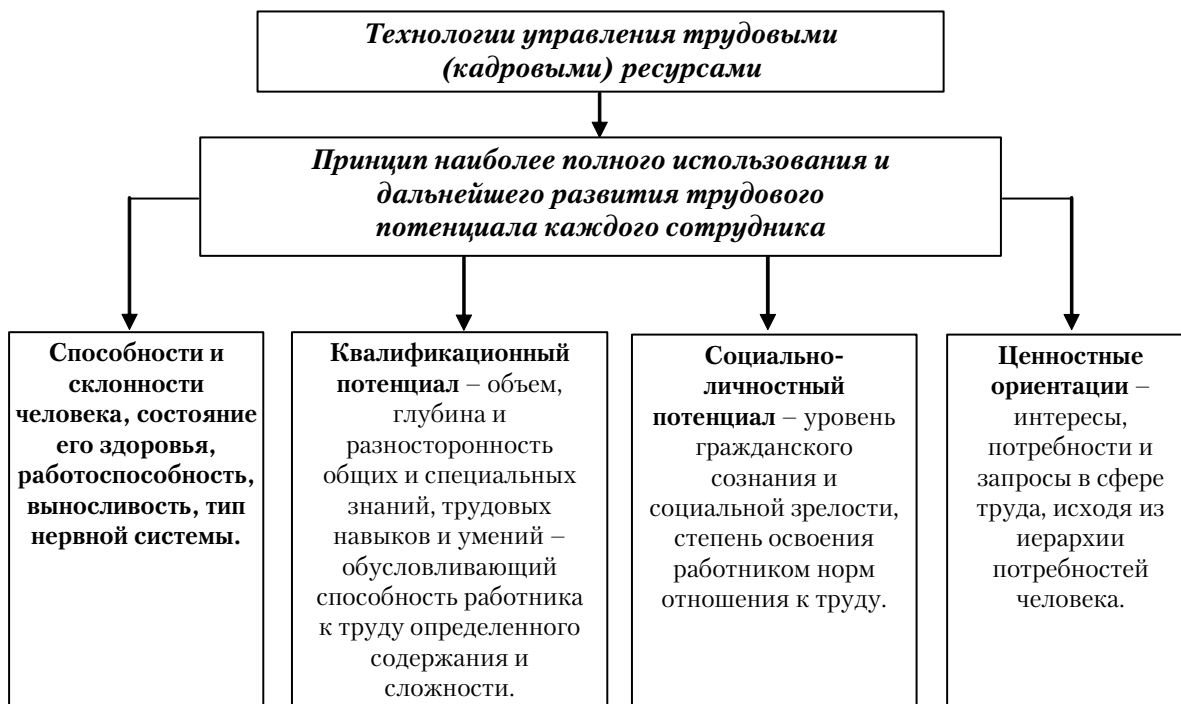 Технологии управления трудовыми
(кадровыми) ресурсами
Принцип наиболее полного использования и
дальнейшего развития трудового
потенциала каждого сотрудника
Способности и
склонности
человека, состояние
его здоровья,
работоспособность,
выносливость, тип
нервной системы.
Квалификационный
потенциал – объем,
глубина и
разносторонность
общих и специальных
знаний, трудовых
навыков и умений –
обусловливающий
способность работника
к труду определенного
содержания и
сложности.
Социально-
личностный
потенциал – уровень
гражданского
сознания и
социальной зрелости,
степень освоения
работником норм
отношения к труду.
Ценностные
ориентации –
интересы,
потребности и
запросы в сфере
труда, исходя из
иерархии
потребностей
человека.